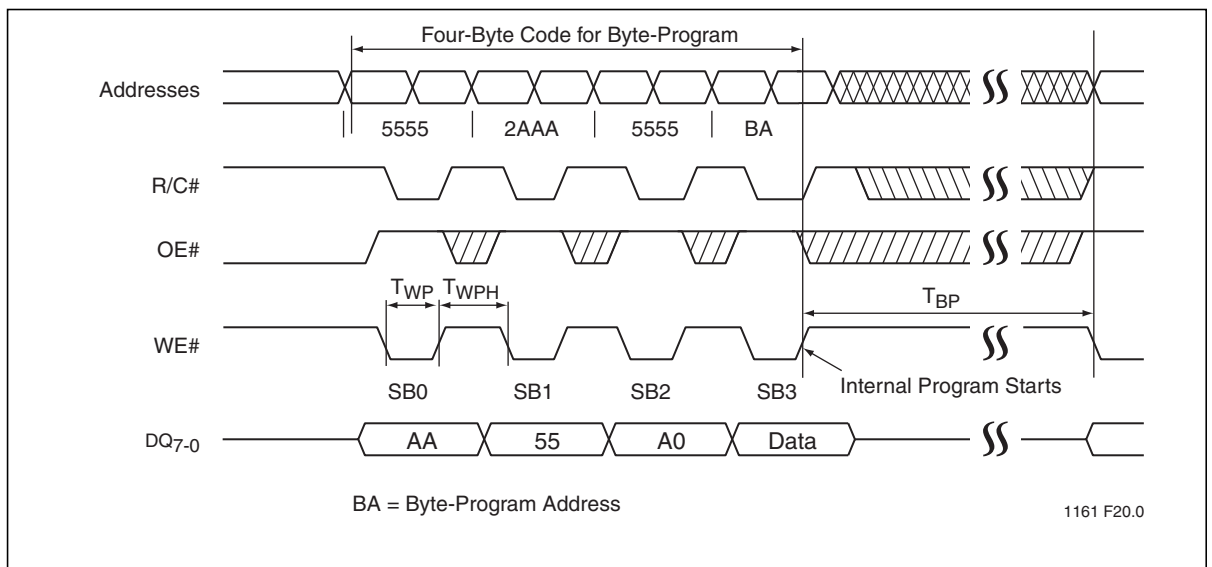 Four-Byte Code for Byte-Program
Addresses
5555 2AAA 5555 BA
R/C#
OE#
TWP TWPH TBP
WE#
Internal Program Starts
SB0 SB1 SB2 SB3
DQ7-0 AA 55 A0 Data
BA = Byte-Program Address
1161 F20.0